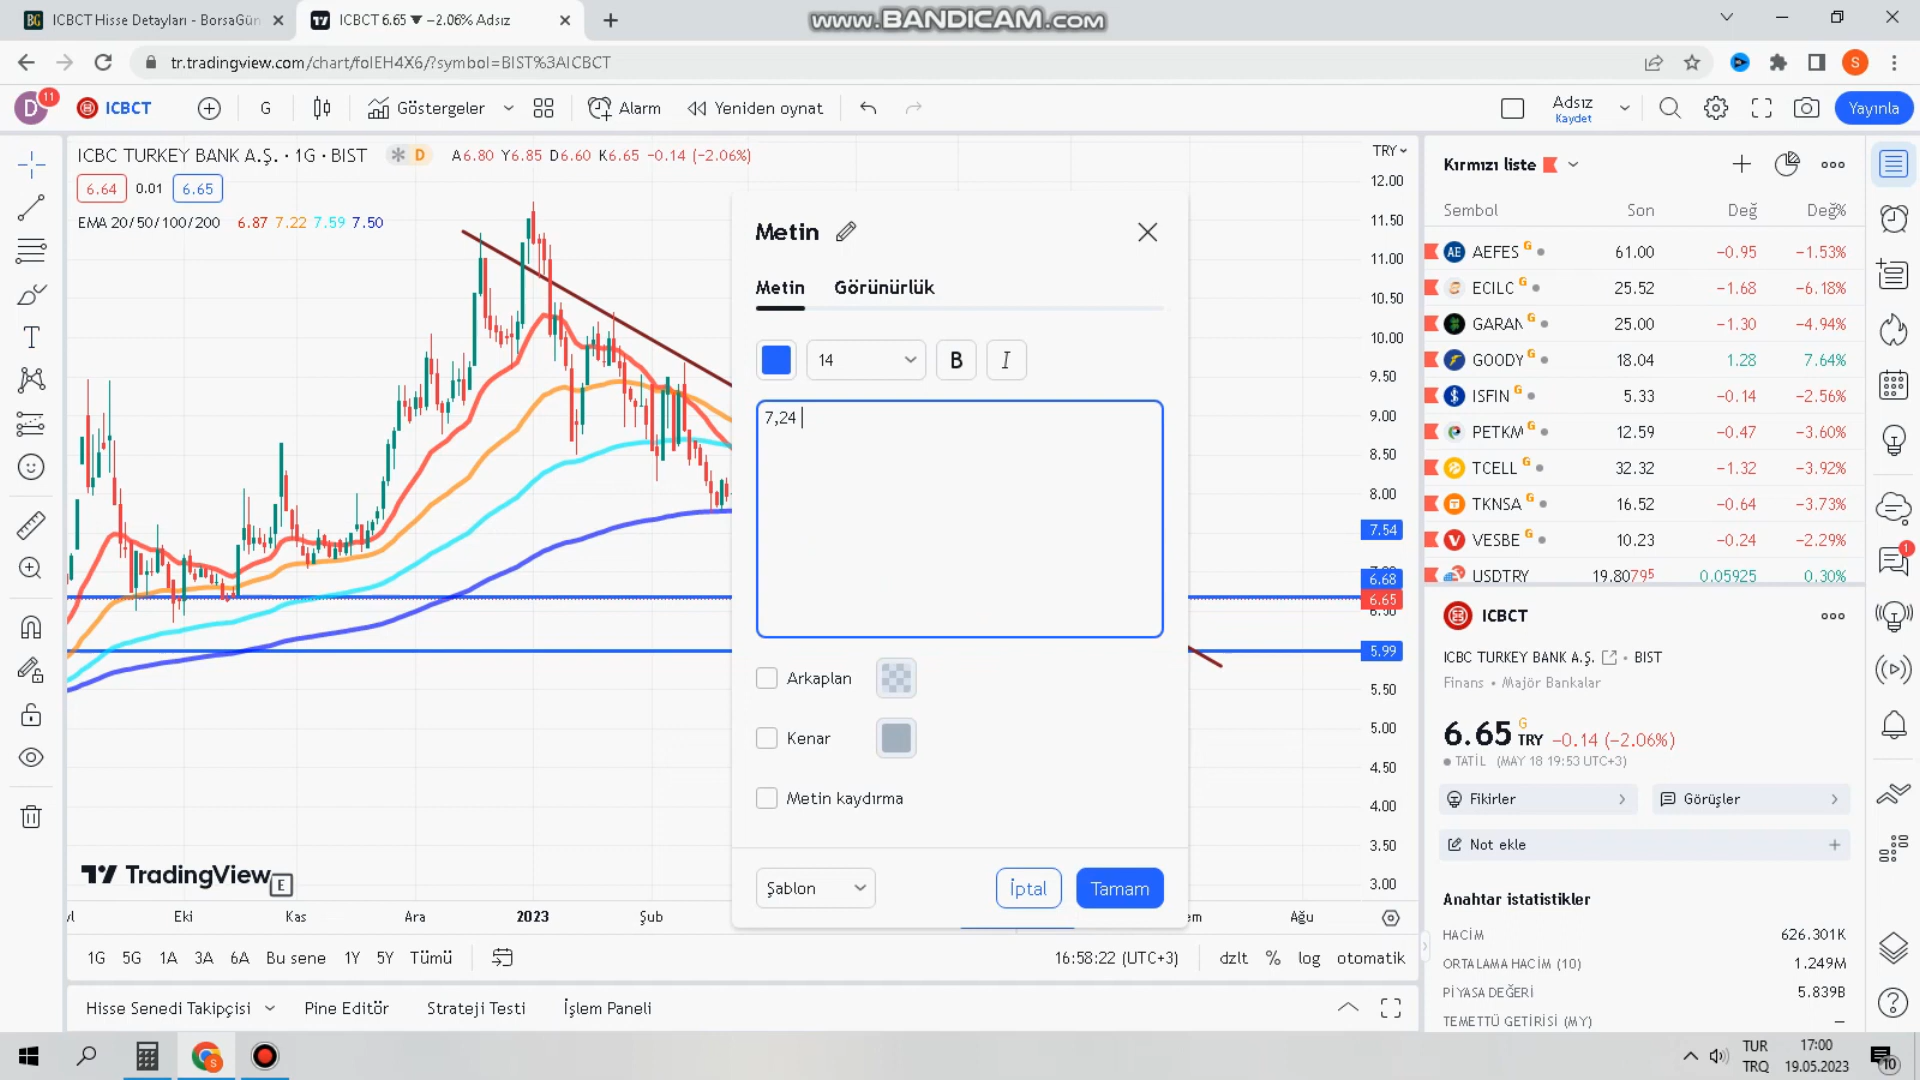 ICBCT Hisse Detayları - BorsaGün
ICBCT 6.65 ▼ −2.06% Adsız
www.BANDICAM.com
tr.tradingview.com/chart/folEH4X6/?symbol=BIST%3AICBCT
S
D
11
ICBCT
G
Göstergeler
Alarm
Yeniden oynat
Adsız
Kaydet
Yayınla
ICBC TURKEY BANK A.Ş. · 1G · BIST
D
A6.80 Y6.85 D6.60 K6.65 −0.14 (−2.06%)
6.64
0.01
6.65
EMA 20/50/100/200 6.87 7.22 7.59 7.50
TRY
12.00
11.50
11.00
10.50
10.00
9.50
9.00
8.50
8.00
7.54
6.68
6.65
5.99
5.50
5.00
4.50
4.00
3.50
3.00
Metin
Metin
Görünürlük
14
B
I
7,24
Arkaplan
Kenar
Metin kaydırma
Şablon
İptal
Tamam
TradingView
E
Eki
Kas
Ara
2023
Şub
Ağu
1G 5G 1A 3A 6A Bu sene 1Y 5Y Tümü
16:58:22 (UTC+3)
dzlt % log otomatik
Hisse Senedi Takipçisi
Pine Editör
Strateji Testi
İşlem Paneli
Kırmızı liste
Sembol Son Değ Değ%
AEFES G 61.00 −0.95 −1.53%
ECILC G 25.52 −1.68 −6.18%
GARAN G 25.00 −1.30 −4.94%
GOODY G 18.04 1.28 7.64%
ISFIN G 5.33 −0.14 −2.56%
PETKM G 12.59 −0.47 −3.60%
TCELL G 32.32 −1.32 −3.92%
TKNSA G 16.52 −0.64 −3.73%
VESBE G 10.23 −0.24 −2.29%
USDTRY 19.80795 0.05925 0.30%
ICBCT
ICBC TURKEY BANK A.Ş. • BIST
Finans • Majör Bankalar
6.65 G TRY −0.14 (−2.06%)
TATİL (MAY 18 19:53 UTC+3)
Fikirler
Görüşler
Not ekle
Anahtar istatistikler
HACİM 626.301K
ORTALAMA HACİM (10) 1.249M
PİYASA DEĞERİ 5.839B
TEMETTÜ GETİRİSİ (MY) —
1
TUR
TRQ
17:00
19.05.2023
10